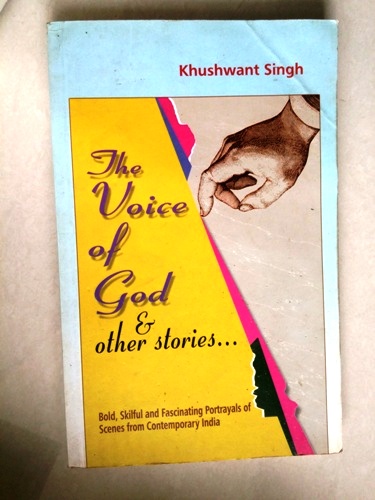 Khushwant Singh
The
Voice
of
God
&
other stories...
Bold, Skilful and Fascinating Portrayals of
Scenes from Contemporary India